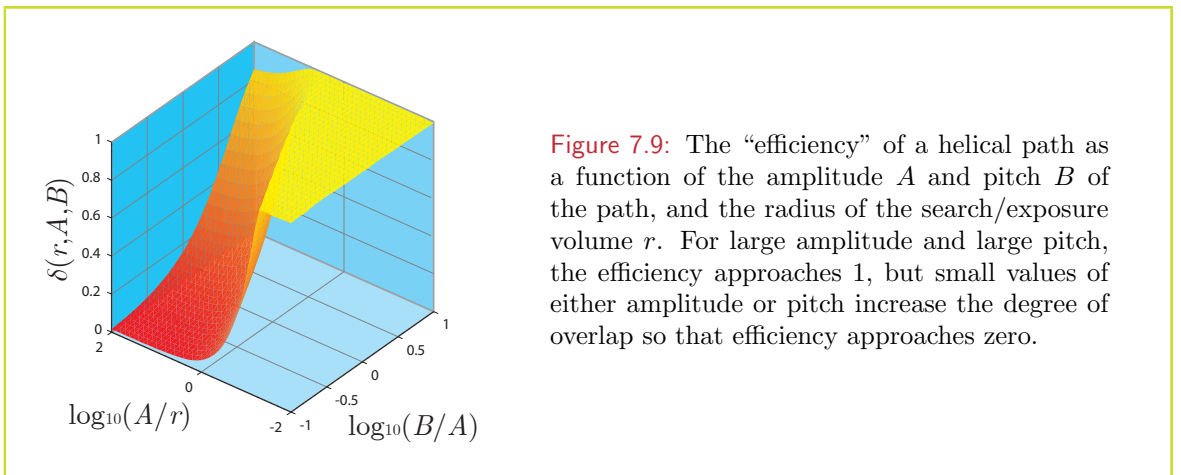 1
0.8
0.6
0.4
0.2
0
δ(r,A,B)
2
0
-2
log10(A/r)
-1
-0.5
0
0.5
1
log10(B/A)
Figure 7.9: The “efficiency” of a helical path as
a function of the amplitude A and pitch B of
the path, and the radius of the search/exposure
volume r. For large amplitude and large pitch,
the efficiency approaches 1, but small values of
either amplitude or pitch increase the degree of
overlap so that efficiency approaches zero.